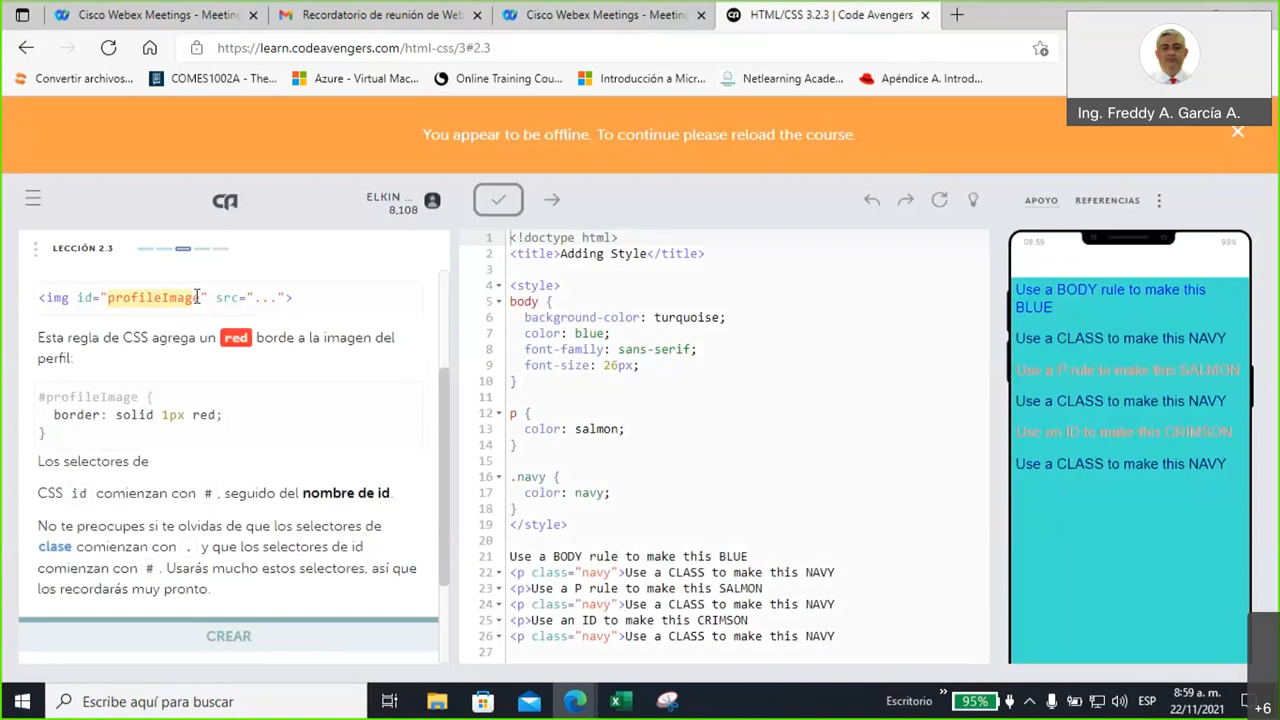 Cisco Webex Meetings - Meetin
Recordatorio de reunión de Web
Cisco Webex Meetings - Meetin
HTML/CSS 3.2.3 | Code Avengers
https://learn.codeavengers.com/html-css/3#2.3
Convertir archivos...
COMES1002A - The...
Azure - Virtual Mac...
Online Training Cou...
Introducción a Micr...
Netlearning Acade...
Apéndice A. Introd...
Ing. Freddy A. García A.
You appear to be offline. To continue please reload the course.
ELKIN ...
8,108
APOYO
REFERENCIAS
LECCIÓN 2.3
<img id="profileImage" src="...">
Esta regla de CSS agrega un red borde a la imagen del
perfil:
#profileImage {
border: solid 1px red;
}
Los selectores de
CSS id comienzan con #, seguido del nombre de id.
No te preocupes si te olvidas de que los selectores de
clase comienzan con . y que los selectores de id
comienzan con #. Usarás mucho estos selectores, así que
los recordarás muy pronto.
CREAR
1 <!doctype html>
2 <title>Adding Style</title>
3
4 <style>
5 body {
6 background-color: turquoise;
7 color: blue;
8 font-family: sans-serif;
9 font-size: 26px;
10 }
11
12 p {
13 color: salmon;
14 }
15
16 .navy {
17 color: navy;
18 }
19 </style>
20
21 Use a BODY rule to make this BLUE
22 <p class="navy">Use a CLASS to make this NAVY
23 <p>Use a P rule to make this SALMON
24 <p class="navy">Use a CLASS to make this NAVY
25 <p>Use an ID to make this CRIMSON
26 <p class="navy">Use a CLASS to make this NAVY
27
08:59
99%
Use a BODY rule to make this
BLUE
Use a CLASS to make this NAVY
Use a P rule to make this SALMON
Use a CLASS to make this NAVY
Use an ID to make this CRIMSON
Use a CLASS to make this NAVY
Escribe aquí para buscar
Escritorio
95%
ESP
8:59 a. m.
22/11/2021
+6